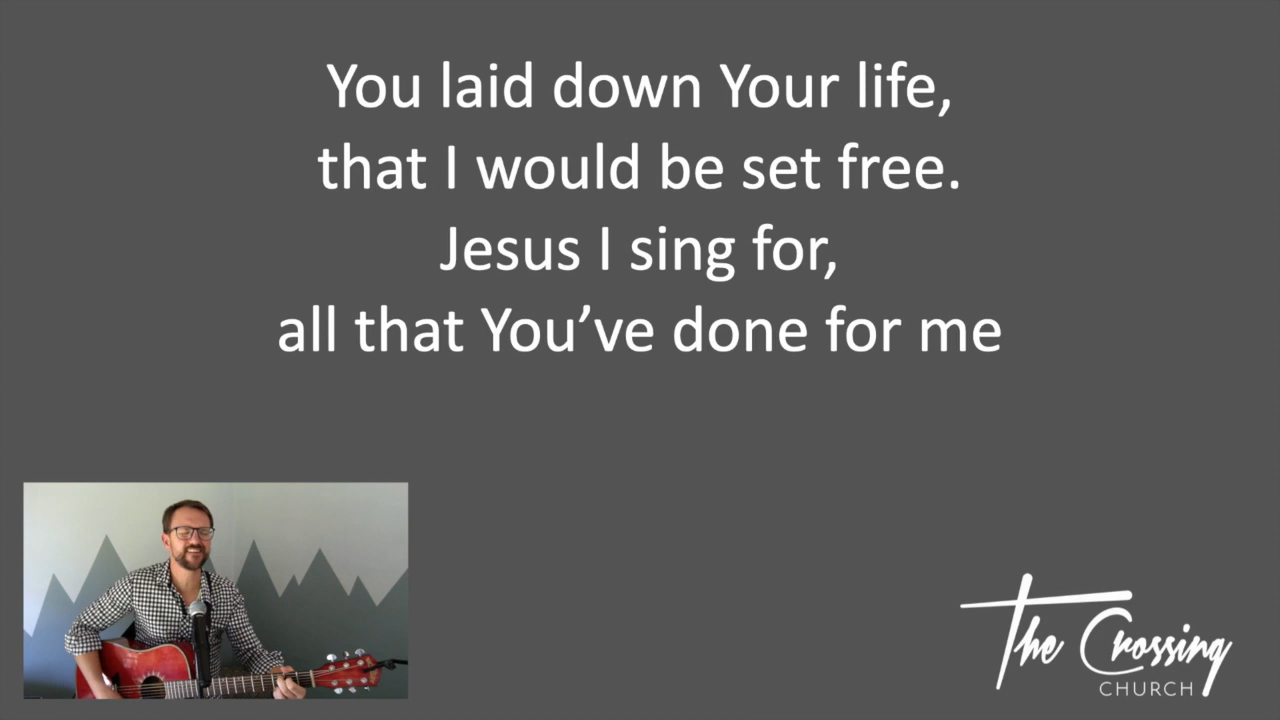 You laid down Your life,
that I would be set free.
Jesus I sing for,
all that You’ve done for me
The Crossing
CHURCH